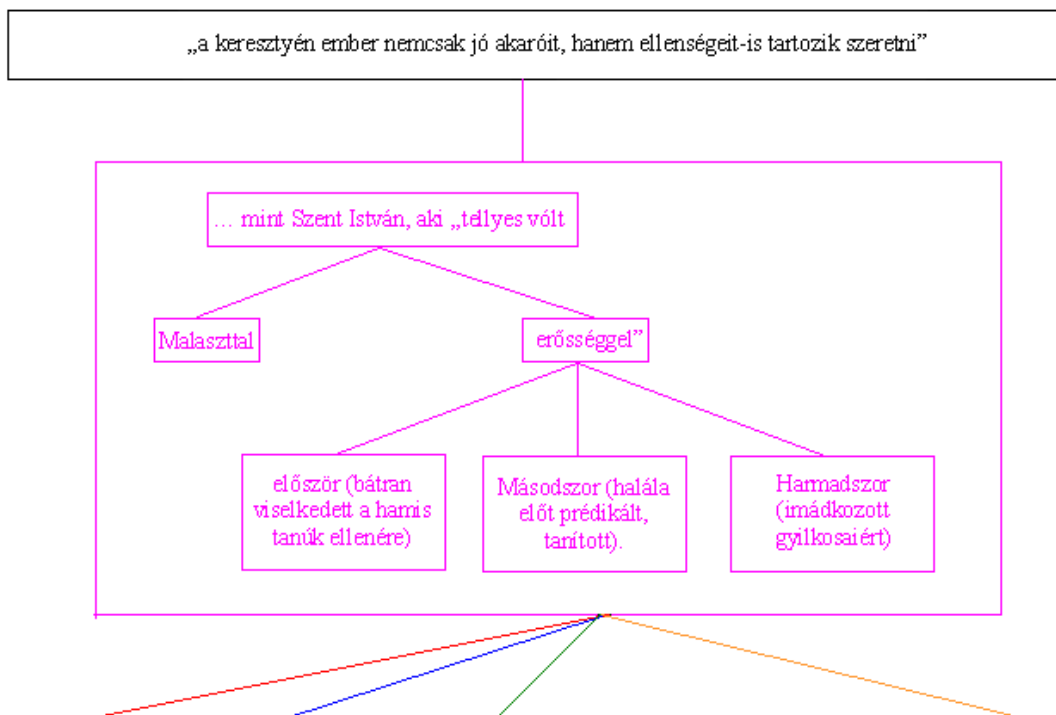 „a keresztyén ember nemcsak jó akaróit, hanem ellenségeit-is tartozik szeretni”
… mint Szent István, aki „tellyes vólt
Malaszttal
erősséggel”
először (bátran
viselkedett a hamis
tanúk ellenére)
Másodszor (halála
előt prédikált,
tanított).
Harmadszor
(imádkozott
gyilkosaiért)